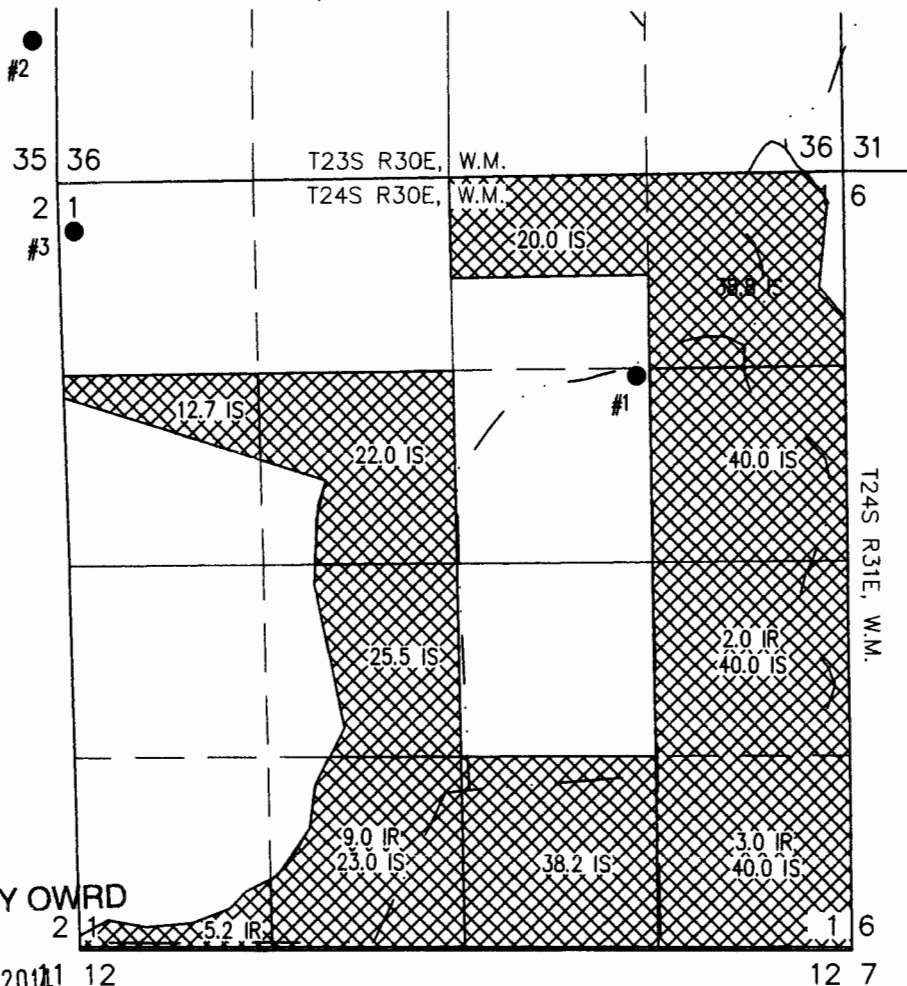 #2
35 36
T23S R30E, W.M.
36 31
2 1
T24S R30E, W.M.
6
#3
20.0 IS
#1
12.7 IS
22.0 IS
40.0 IS
T24S R31E, W.M.
25.5 IS
2.0 IR
40.0 IS
9.0 IR
23.0 IS
38.2 IS
3.0 IR
40.0 IS
Y OWRD
2 1
5.2 IR
1 6
11 12
12 7